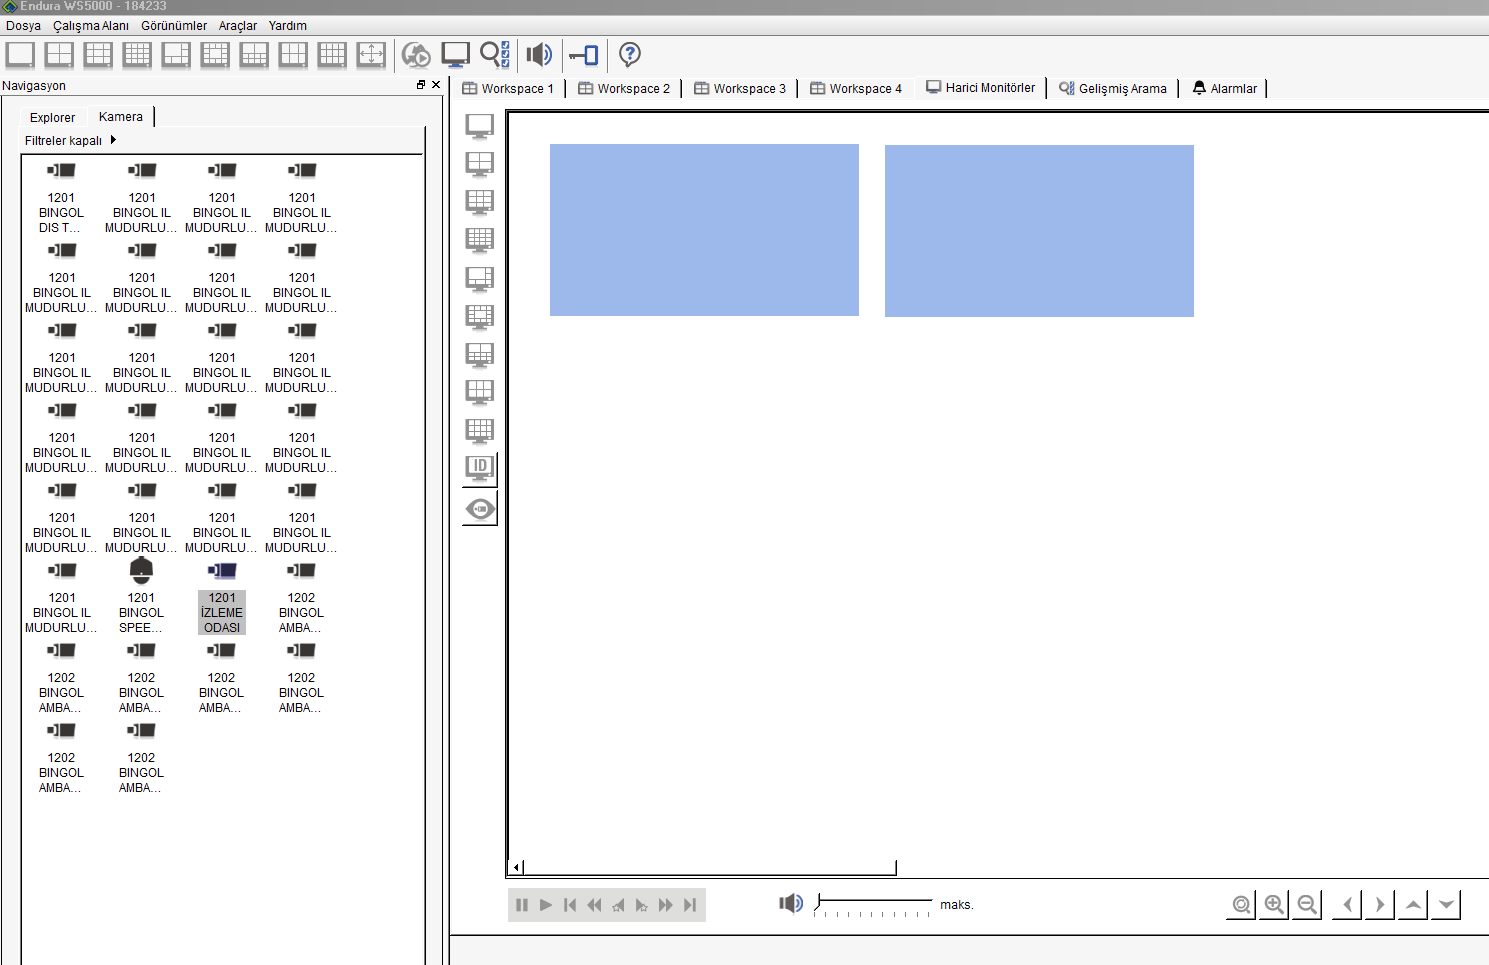 Endura WS5000 - 184233
Dosya Çalışma Alanı Görünümler Araçlar Yardım
Navigasyon
Workspace 1 Workspace 2 Workspace 3 Workspace 4 Harici Monitörler Gelişmiş Arama Alarmlar
Explorer Kamera
Filtreler kapalı
1201 1201 1201 1201
BINGOL BINGOL IL BINGOL IL BINGOL IL
DIS T... MUDURLU... MUDURLU... MUDURLU...
1201 1201 1201 1201
BINGOL IL BINGOL IL BINGOL IL BINGOL IL
MUDURLU... MUDURLU... MUDURLU... MUDURLU...
1201 1201 1201 1201
BINGOL IL BINGOL IL BINGOL IL BINGOL IL
MUDURLU... MUDURLU... MUDURLU... MUDURLU...
1201 1201 1201 1201
BINGOL IL BINGOL IL BINGOL IL BINGOL IL
MUDURLU... MUDURLU... MUDURLU... MUDURLU...
1201 1201 1201 1201
BINGOL IL BINGOL IL BINGOL IL BINGOL IL
MUDURLU... MUDURLU... MUDURLU... MUDURLU...
1201 1201 1201 1202
BINGOL IL BINGOL İZLEME BINGOL
MUDURLU... SPEE... ODASI AMBA...
1202 1202 1202 1202
BINGOL BINGOL BINGOL BINGOL
AMBA... AMBA... AMBA... AMBA...
1202 1202
BINGOL BINGOL
AMBA... AMBA...
ID
maks.